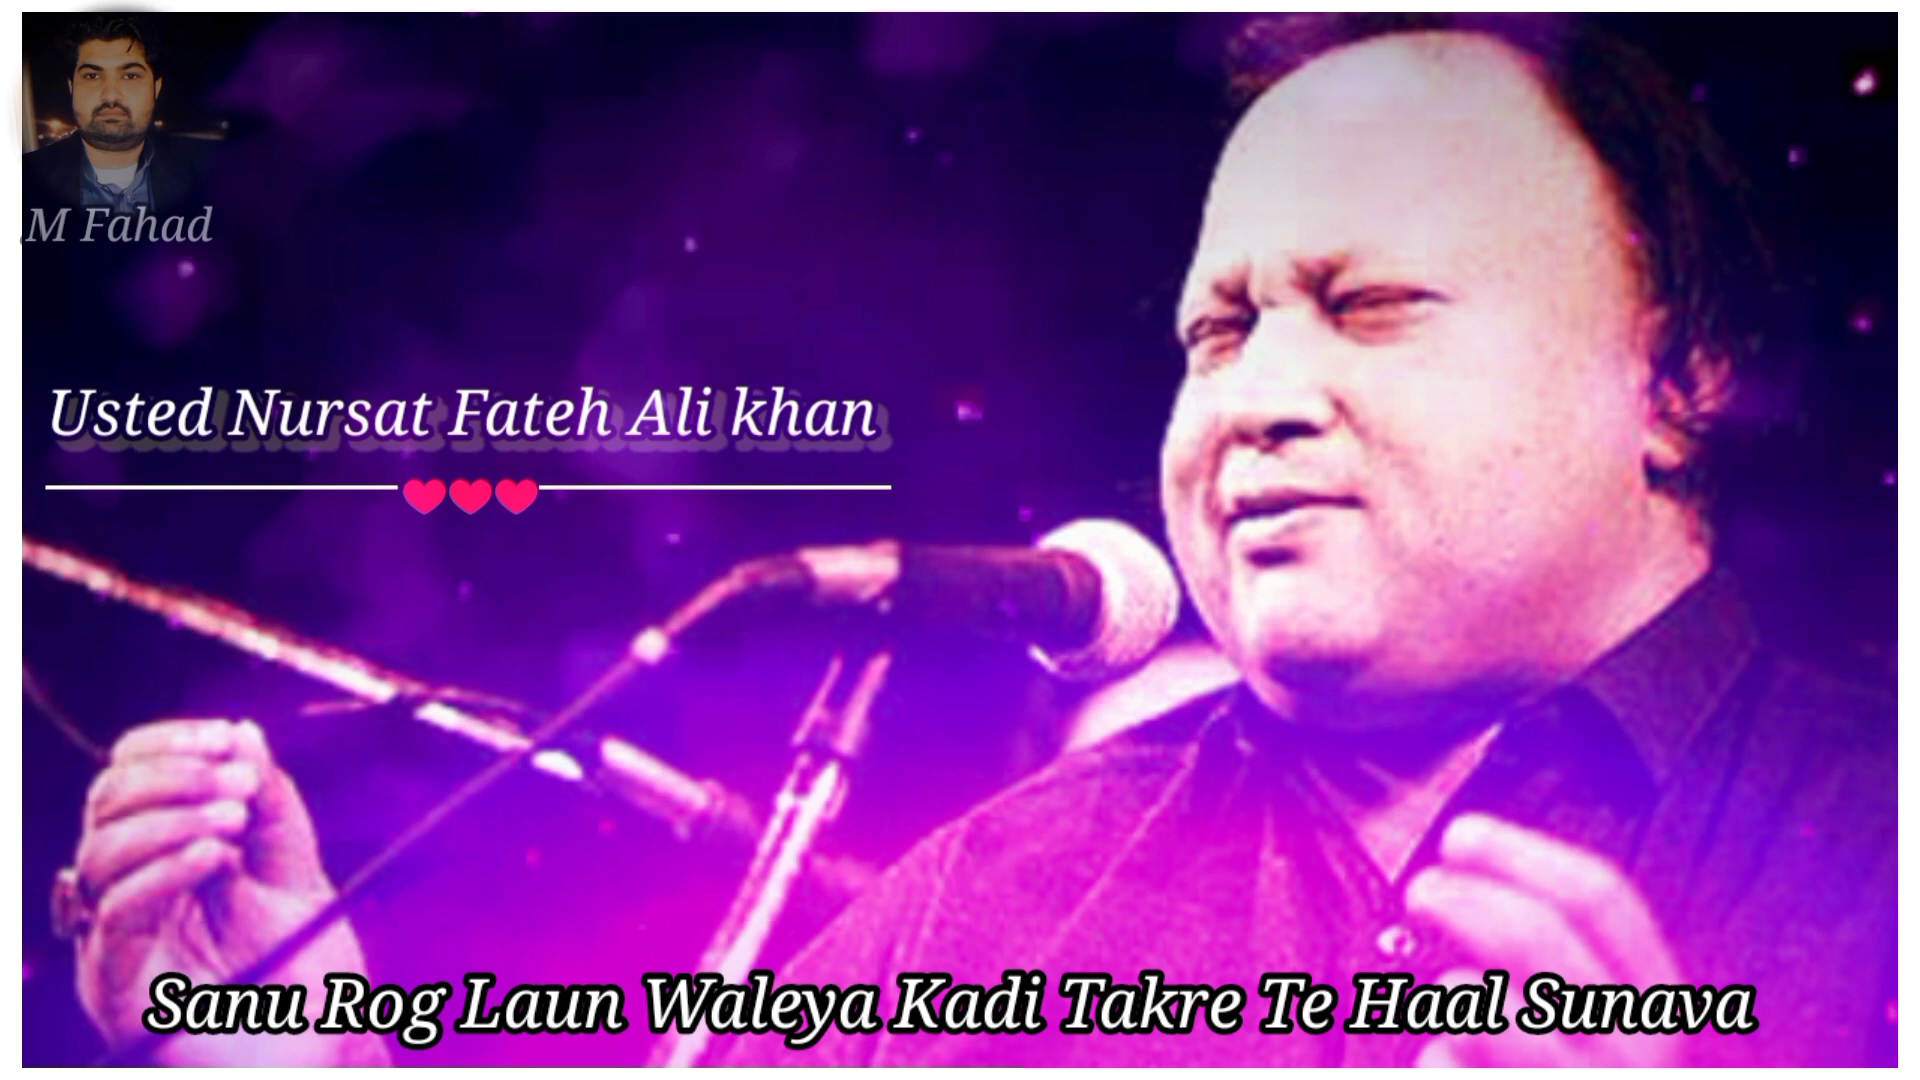 M Fahad
Usted Nursat Fateh Ali khan
Sanu Rog Laun Waleya Kadi Takre Te Haal Sunava